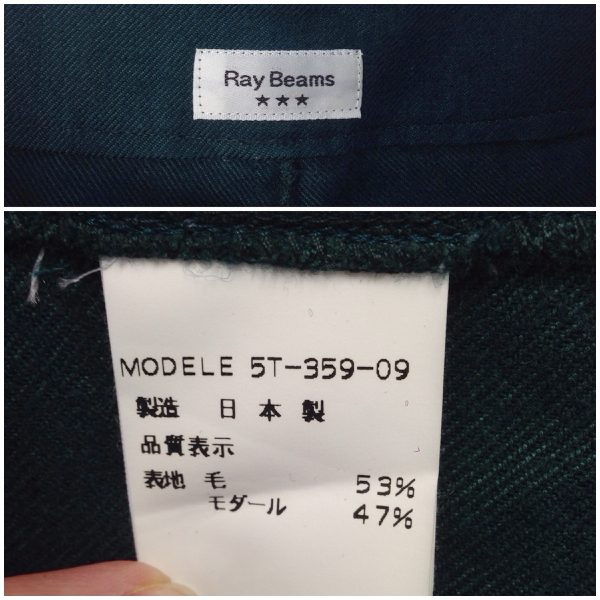 Ray Beams
★★★
MODELE 5T-359-09
製造 日本製
品質表示
表地 毛 53%
モダール 47%